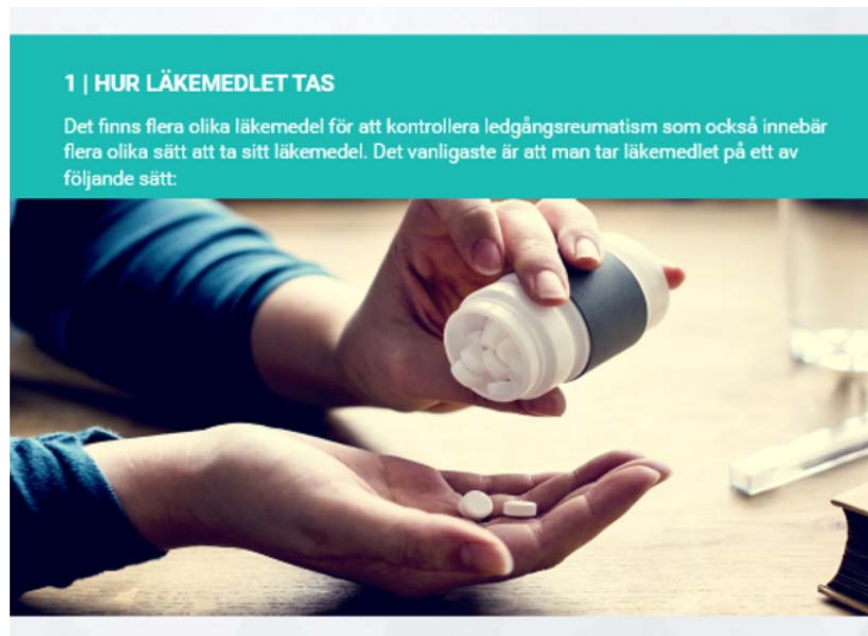 1 | HUR LÄKEMEDLET TAS
Det finns flera olika läkemedel för att kontrollera ledgångsreumatism som också innebär
flera olika sätt att ta sitt läkemedel. Det vanligaste är att man tar läkemedlet på ett av
följande sätt: